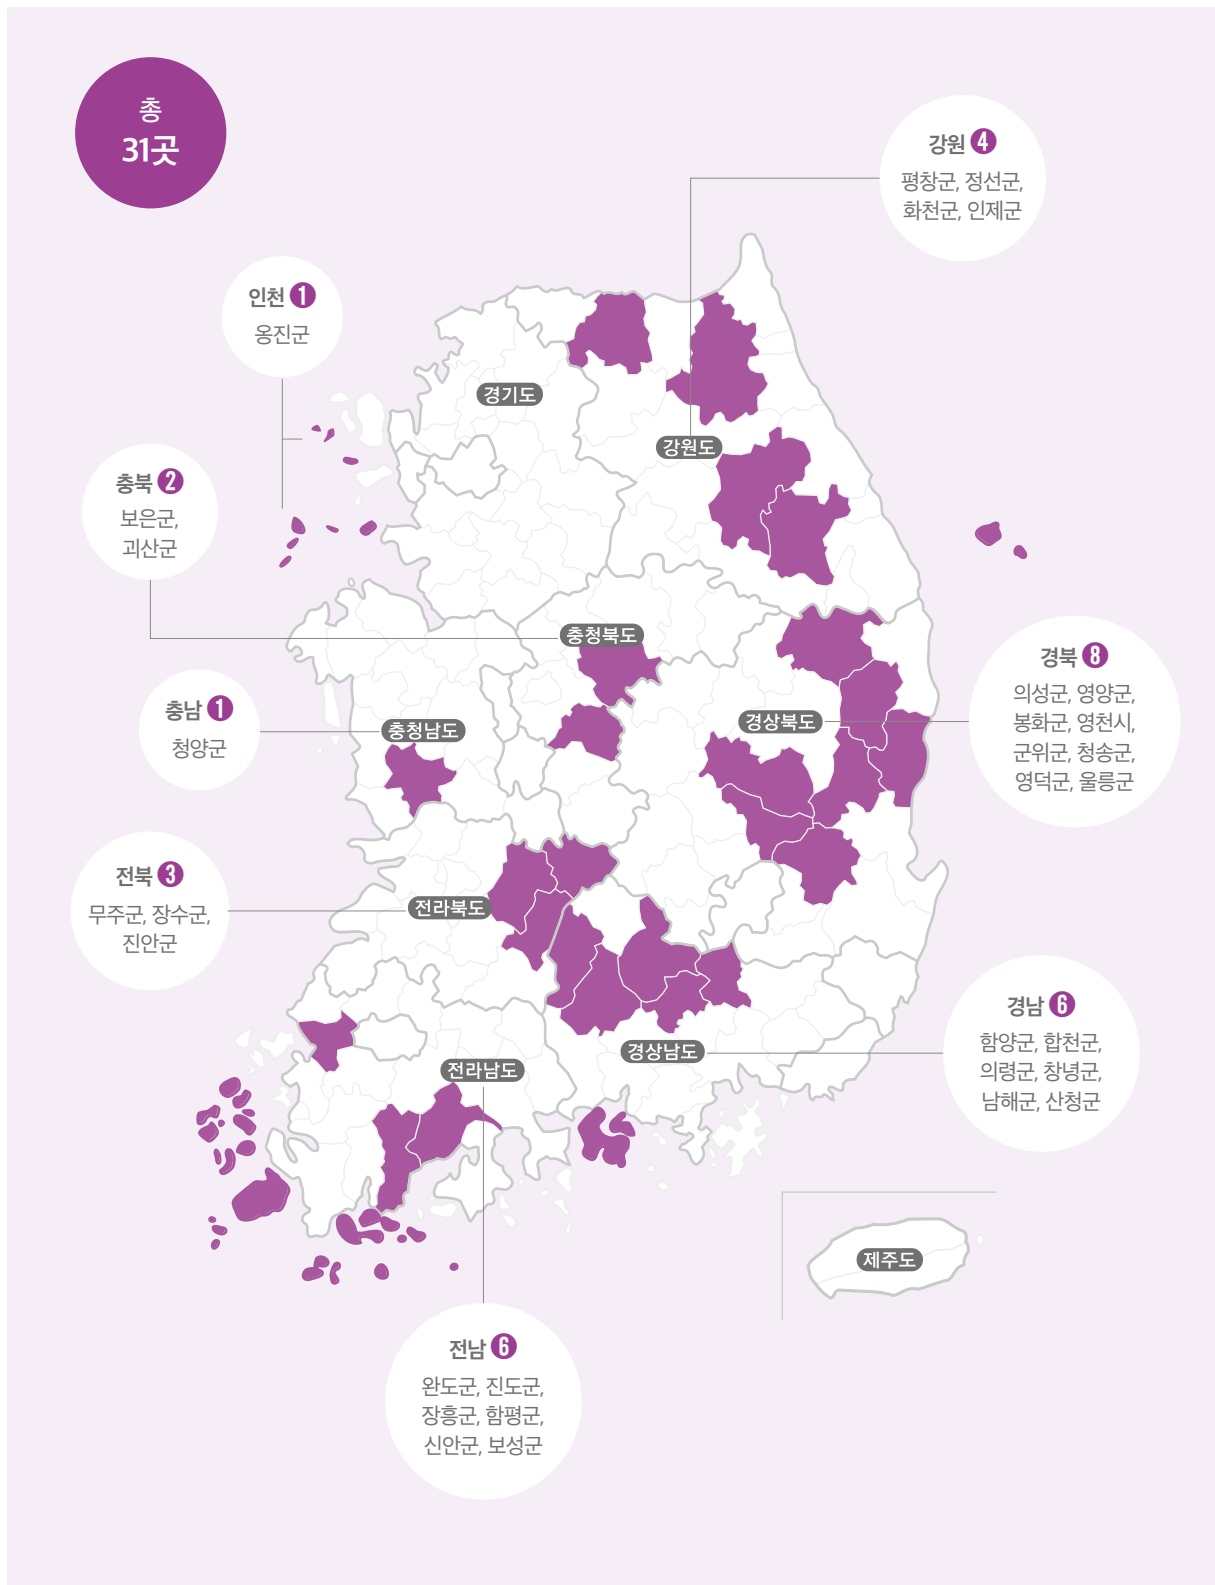 총
31곳
강원 4
평창군, 정선군,
화천군, 인제군
인천 1
옹진군
경기도
강원도
충북 2
보은군,
괴산군
충청북도
경북 8
의성군, 영양군,
봉화군, 영천시,
군위군, 청송군,
영덕군, 울릉군
충남 1
청양군
충청남도
경상북도
전북 3
무주군, 장수군,
진안군
전라북도
경남 6
함양군, 합천군,
의령군, 창녕군,
남해군, 산청군
경상남도
전라남도
제주도
전남 6
완도군, 진도군,
장흥군, 함평군,
신안군, 보성군